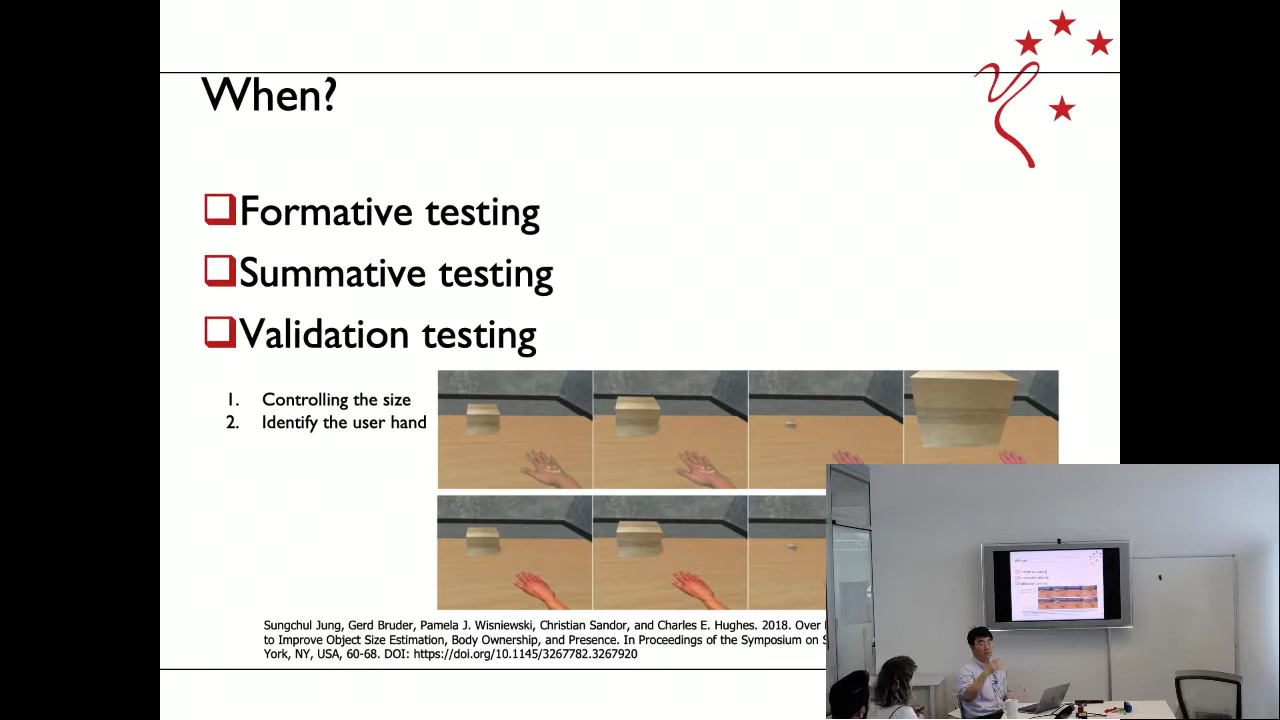 When?
Formative testing
Summative testing
Validation testing
1. Controlling the size
2. Identify the user hand
Sungchul Jung, Gerd Bruder, Pamela J. Wisniewski, Christian Sandor, and Charles E. Hughes. 2018. Over
to Improve Object Size Estimation, Body Ownership, and Presence. In Proceedings of the Symposium on
York, NY, USA, 60-68. DOI: https://doi.org/10.1145/3267782.3267920